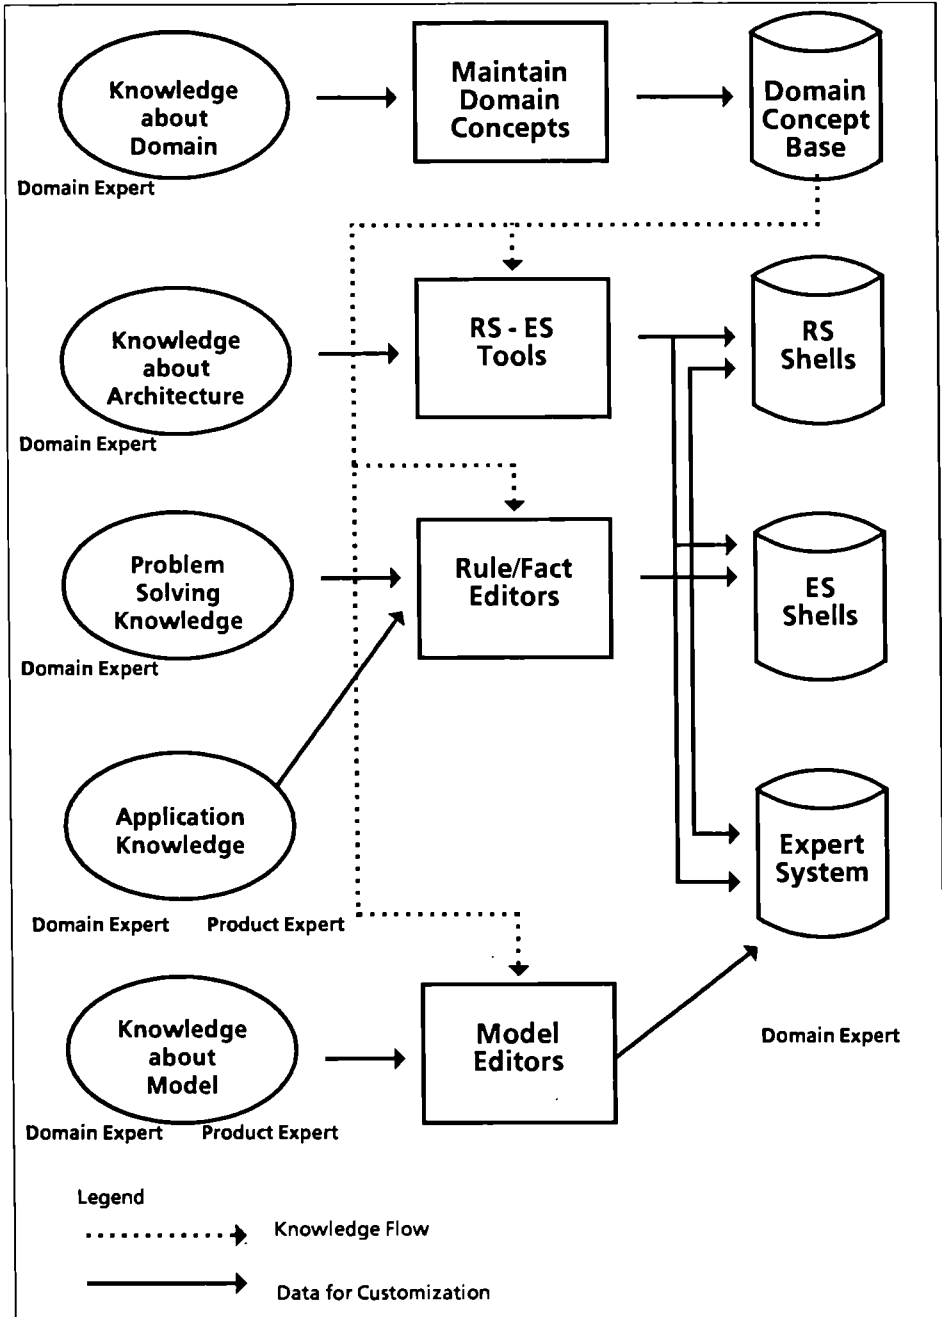 Knowledge
about
Domain
Domain Expert
Maintain
Domain
Concepts
Domain
Concept
Base
Knowledge
about
Architecture
Domain Expert
RS - ES
Tools
RS
Shells
Problem
Solving
Knowledge
Domain Expert
Rule/Fact
Editors
ES
Shells
Application
Knowledge
Domain Expert Product Expert
Expert
System
Knowledge
about
Model
Domain Expert Product Expert
Model
Editors
Domain Expert
Legend
Knowledge Flow
Data for Customization